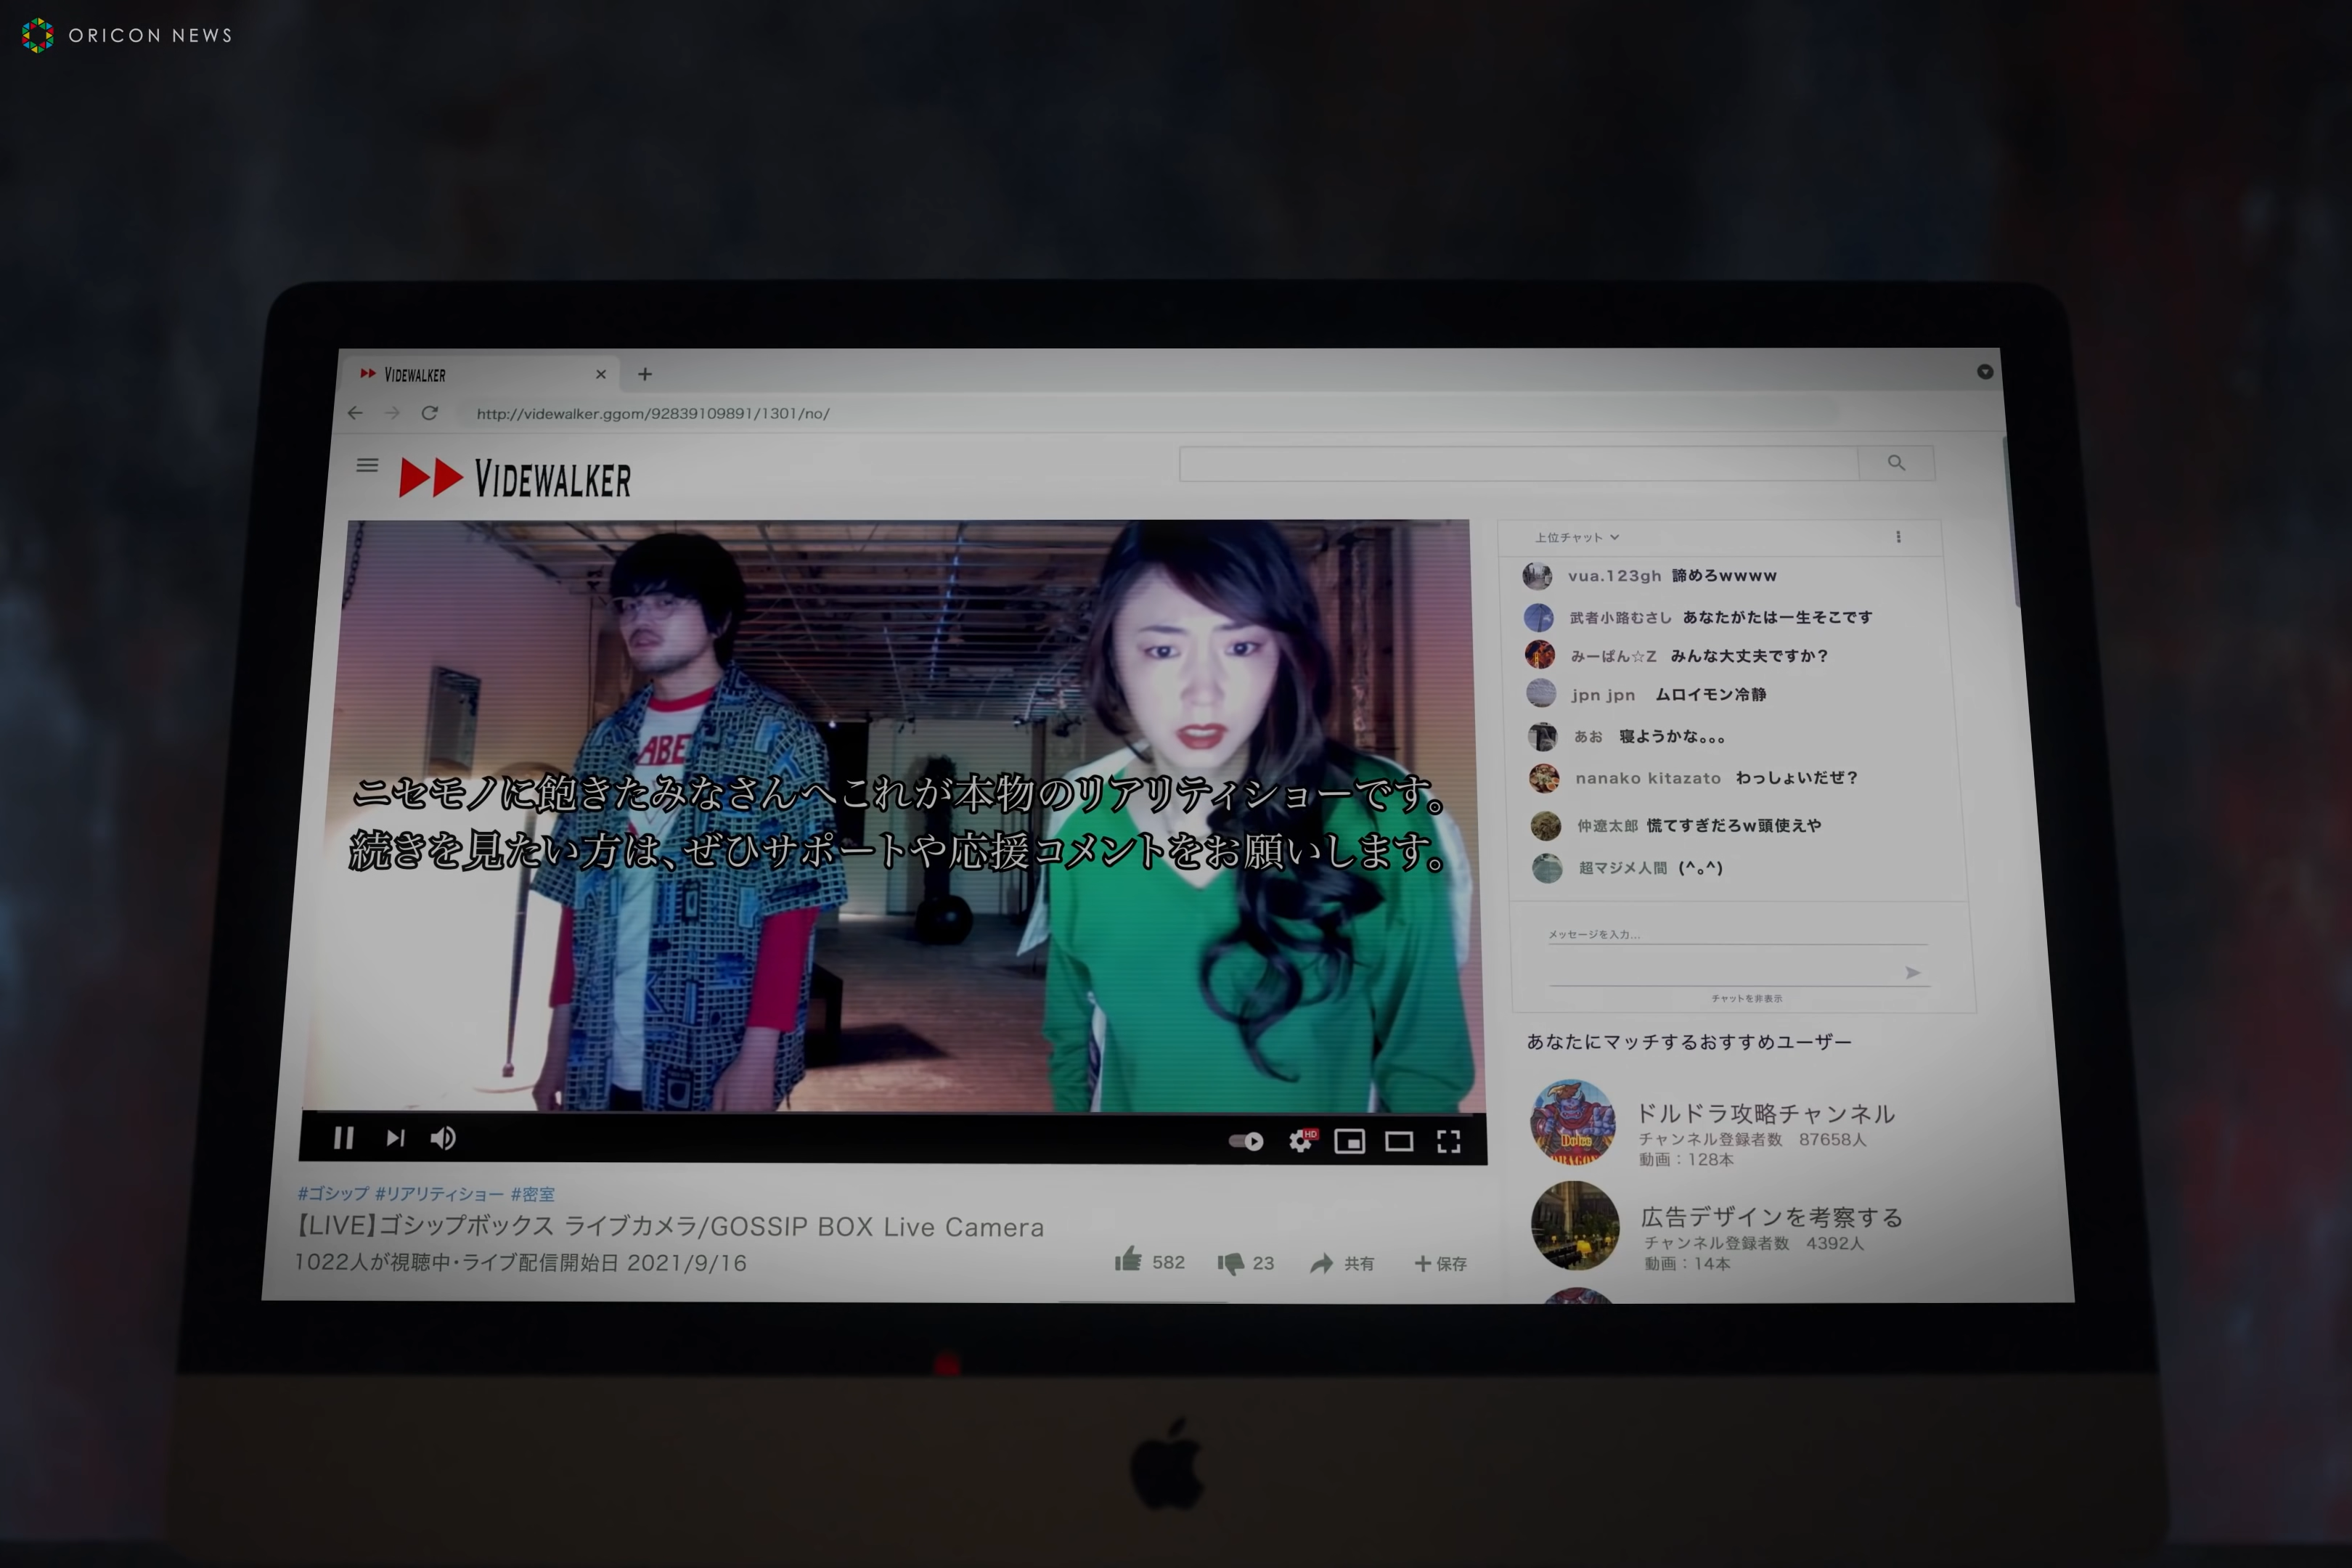 ORICON NEWS
VIDEWALKER
http://videwalker.ggom/92839109891/1301/no/
VIDEWALKER
ABE
ニセモノに飽きたみなさんへこれが本物のリアリティショーです。
続きを見たい方は、ぜひサポートや応援コメントをお願いします。
HD
#ゴシップ #リアリティショー #密室
【LIVE】ゴシップボックス ライブカメラ/GOSSIP BOX Live Camera
1022人が視聴中・ライブ配信開始日 2021/9/16
582 23 共有 保存
上位チャット
vua.123gh 諦めろwwww
武者小路むさし あなたがたは一生そこです
みーぱん☆Z みんな大丈夫ですか？
jpn jpn ムロイモン冷静
あお 寝ようかな。。。
nanako kitazato わっしょいだぜ？
仲遼太郎 慌てすぎだろw頭使えや
超マジメ人間 (^｡^)
メッセージを入力...
チャットを非表示
あなたにマッチするおすすめユーザー
ドルドラ攻略チャンネル
チャンネル登録者数 87658人
動画：128本
DRAGON
広告デザインを考察する
チャンネル登録者数 4392人
動画：14本